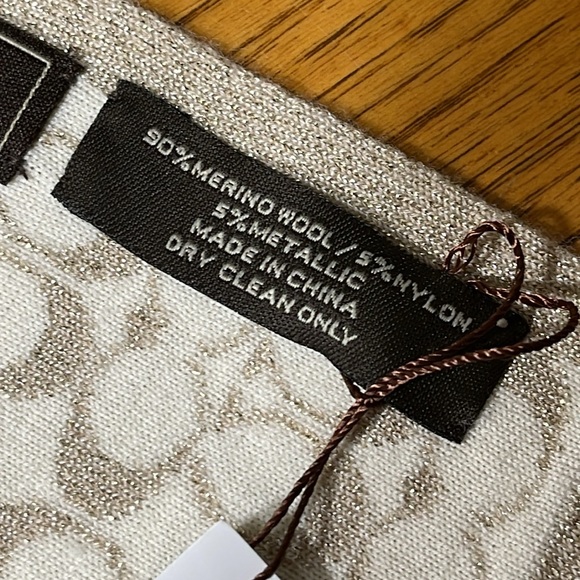 90% MERINO WOOL / 5% NYLON
5% METALLIC
MADE IN CHINA
DRY CLEAN ONLY